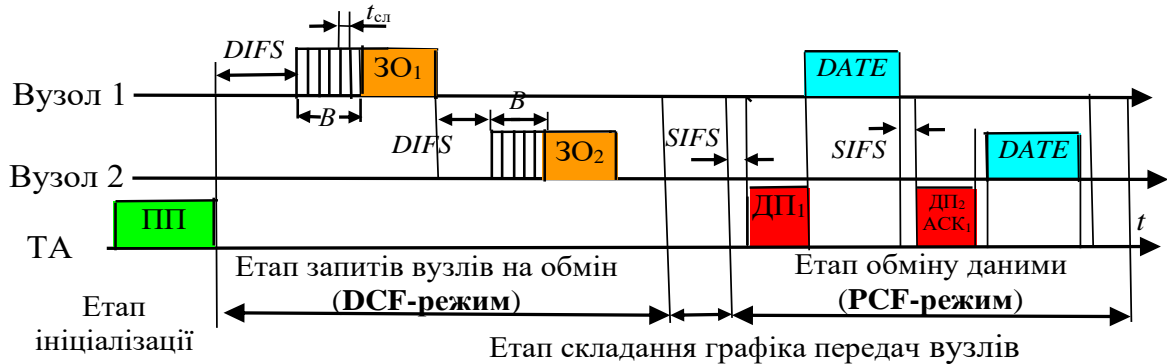 t сл
DIFS
ЗО1
DATE
Вузол 1
B
B
DIFS
SIFS
SIFS
ЗО2
DATE
Вузол 2
ПП
ДП1
ДП2
АСК1
ТА
t
Етап запитів вузлів на обмін
(DCF-режим)
Етап обміну даними
(PCF-режим)
Етап
ініціалізації
Етап складання графіка передач вузлів